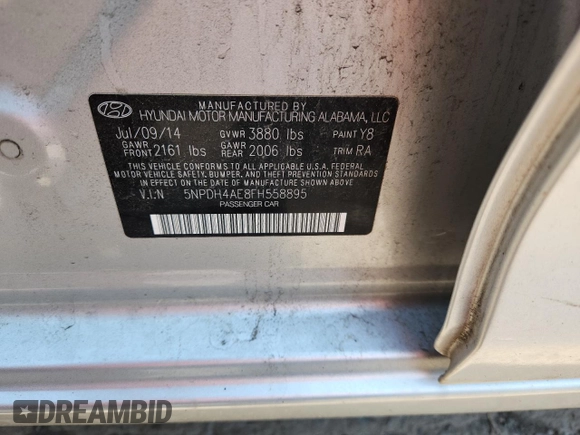 MANUFACTURED BY
HYUNDAI MOTOR MANUFACTURING ALABAMA, LLC
Jul/09/14 GVWR 3880 lbs PAINT Y8
GAWR FRONT 2161 lbs GAWR REAR 2006 lbs TRIM RA
THIS VEHICLE CONFORMS TO ALL APPLICABLE U.S.A. FEDERAL
MOTOR VEHICLE SAFETY, BUMPER, AND THEFT PREVENTION STANDARDS
IN EFFECT ON THE DATE OF MANUFACTURE SHOWN ABOVE.
V.I.N 5NPDH4AE8FH558895
PASSENGER CAR
DREAMBID